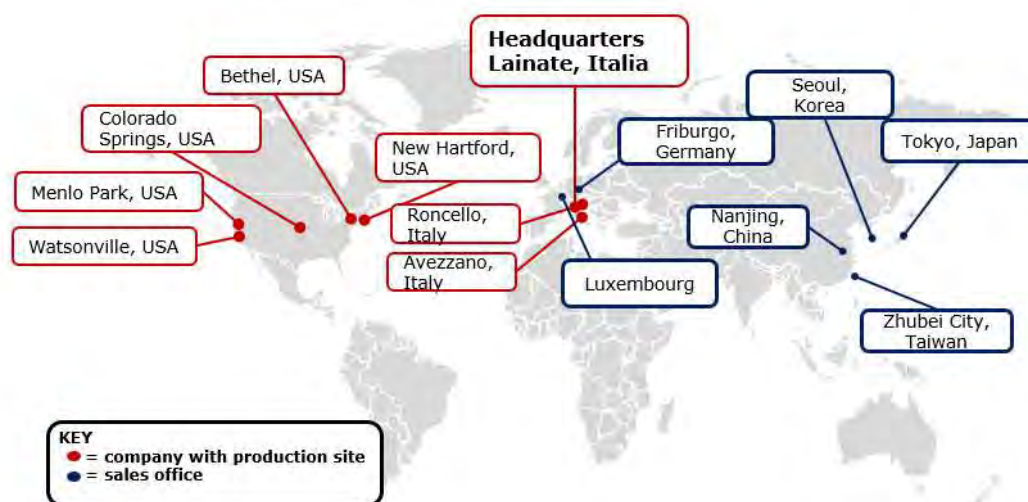 Headquarters
Lainate, Italia
Bethel, USA
Seoul,
Korea
Colorado
Springs, USA
Friburgo,
Germany
Tokyo, Japan
New Hartford,
USA
Menlo Park, USA
Roncello,
Italy
Nanjing,
China
Watsonville, USA
Avezzano,
Italy
Luxembourg
Zhubei City,
Taiwan
KEY
= company with production site
= sales office